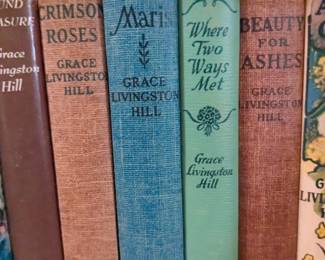 UND
ASURE
Grace
Livingston
Hill
CRIMSON
ROSES
GRACE
LIVINGSTON
HILL
Maris
GRACE
LIVINGSTON
HILL
Where
Two
Ways
Met
Grace
Livingston
Hill
BEAUTY
FOR
ASHES
GRACE
LIVINGSTON
HILL
A
G
LIVIN